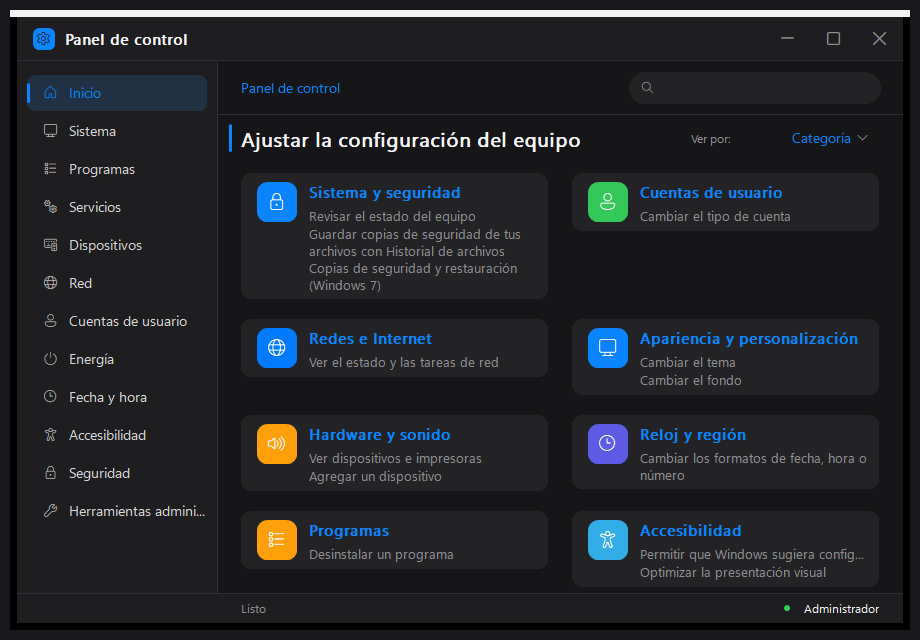 Panel de control
Inicio
Sistema
Programas
Servicios
Dispositivos
Red
Cuentas de usuario
Energía
Fecha y hora
Accesibilidad
Seguridad
Herramientas admini...
Panel de control
Ajustar la configuración del equipo
Ver por:
Categoría
Sistema y seguridad
Revisar el estado del equipo
Guardar copias de seguridad de tus
archivos con Historial de archivos
Copias de seguridad y restauración
(Windows 7)
Cuentas de usuario
Cambiar el tipo de cuenta
Redes e Internet
Ver el estado y las tareas de red
Apariencia y personalización
Cambiar el tema
Cambiar el fondo
Hardware y sonido
Ver dispositivos e impresoras
Agregar un dispositivo
Reloj y región
Cambiar los formatos de fecha, hora o
número
Programas
Desinstalar un programa
Accesibilidad
Permitir que Windows sugiera config...
Optimizar la presentación visual
Listo
Administrador